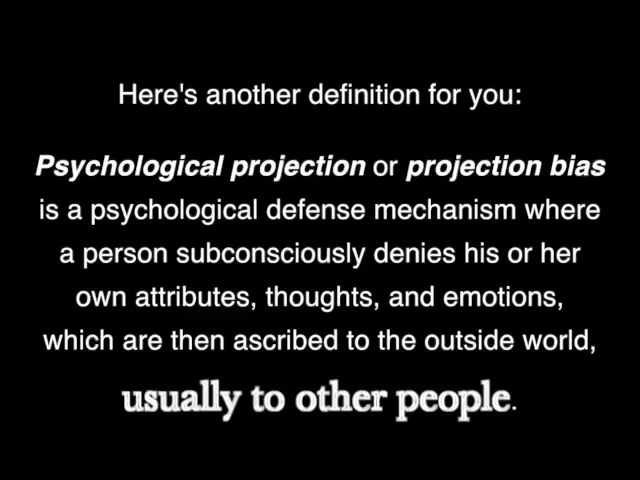 Here's another definition for you:
Psychological projection or projection bias
is a psychological defense mechanism where
a person subconsciously denies his or her
own attributes, thoughts, and emotions,
which are then ascribed to the outside world,
usually to other people.